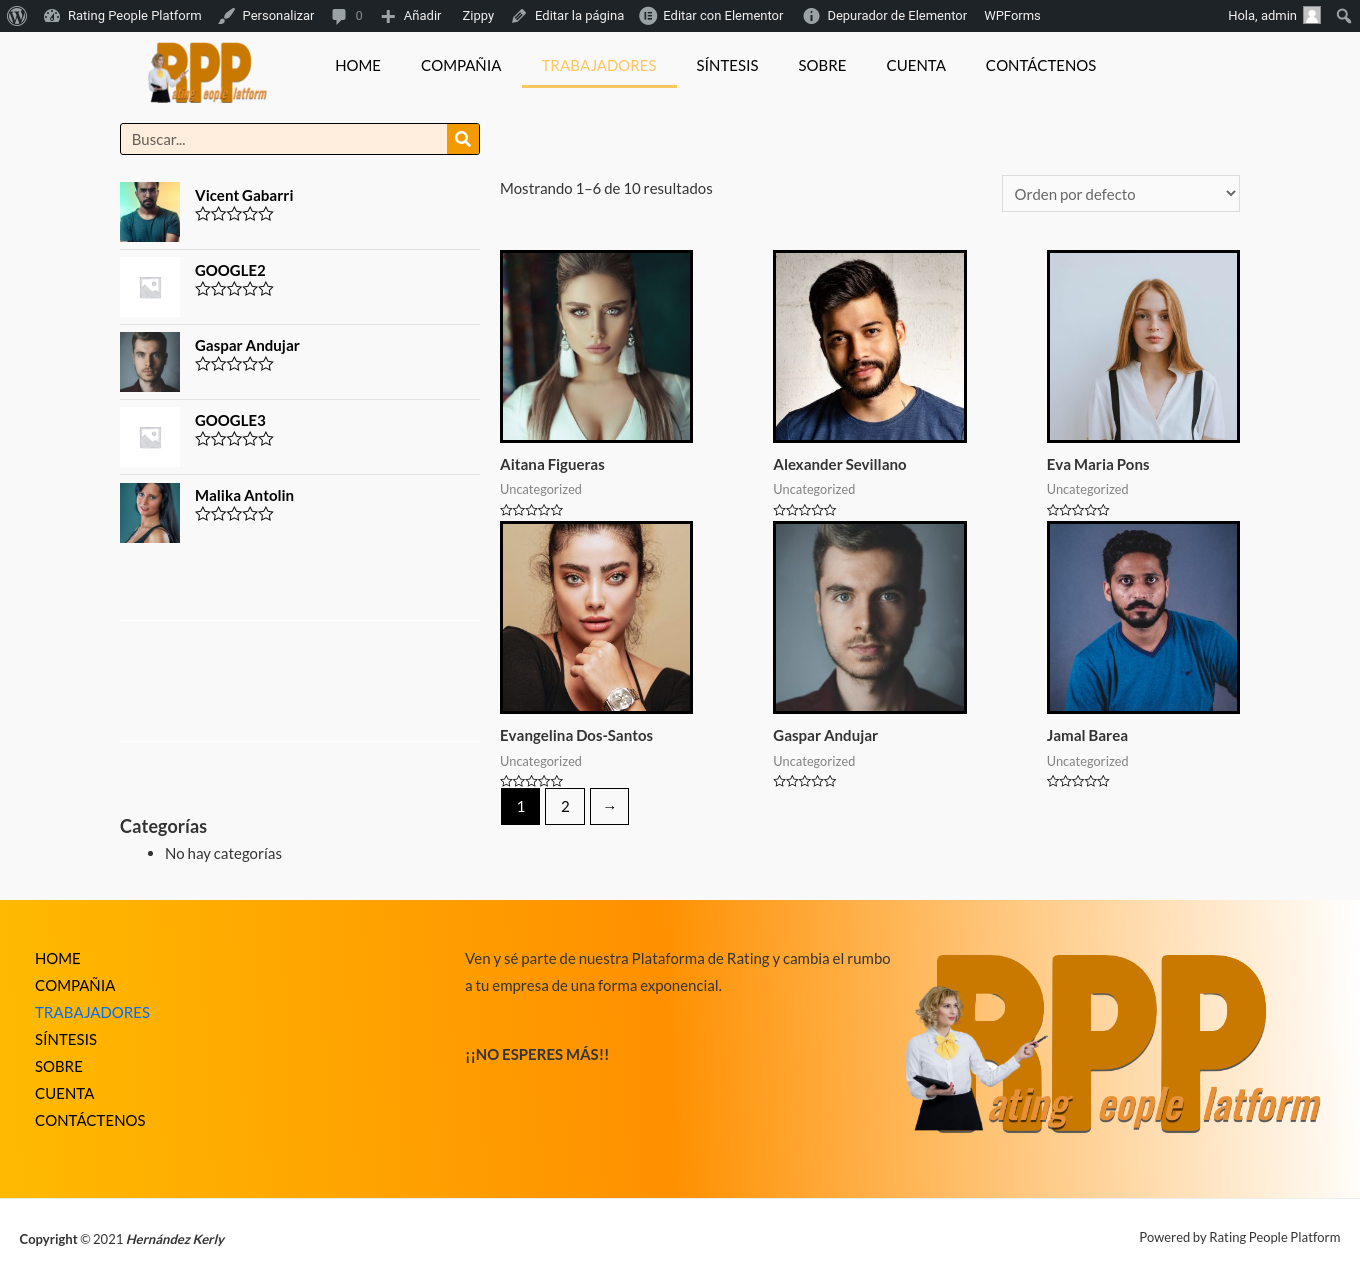 Rating People Platform Personalizar 0 Añadir Zippy Editar la página Editar con Elementor Depurador de Elementor WPForms Hola, admin
RPP
ating eople latform
HOME COMPAÑIA TRABAJADORES SÍNTESIS SOBRE CUENTA CONTÁCTENOS
Buscar...
Vicent Gabarri
GOOGLE2
Gaspar Andujar
GOOGLE3
Malika Antolin
Categorías
No hay categorías
Mostrando 1–6 de 10 resultados Orden por defecto
Aitana Figueras Alexander Sevillano Eva Maria Pons
Uncategorized Uncategorized Uncategorized
Evangelina Dos-Santos Gaspar Andujar Jamal Barea
Uncategorized Uncategorized Uncategorized
1 2 →
HOME
COMPAÑIA
TRABAJADORES
SÍNTESIS
SOBRE
CUENTA
CONTÁCTENOS
Ven y sé parte de nuestra Plataforma de Rating y cambia el rumbo
a tu empresa de una forma exponencial.
¡¡NO ESPERES MÁS!!
RPP
ating eople latform
Copyright © 2021 Hernández Kerly Powered by Rating People Platform